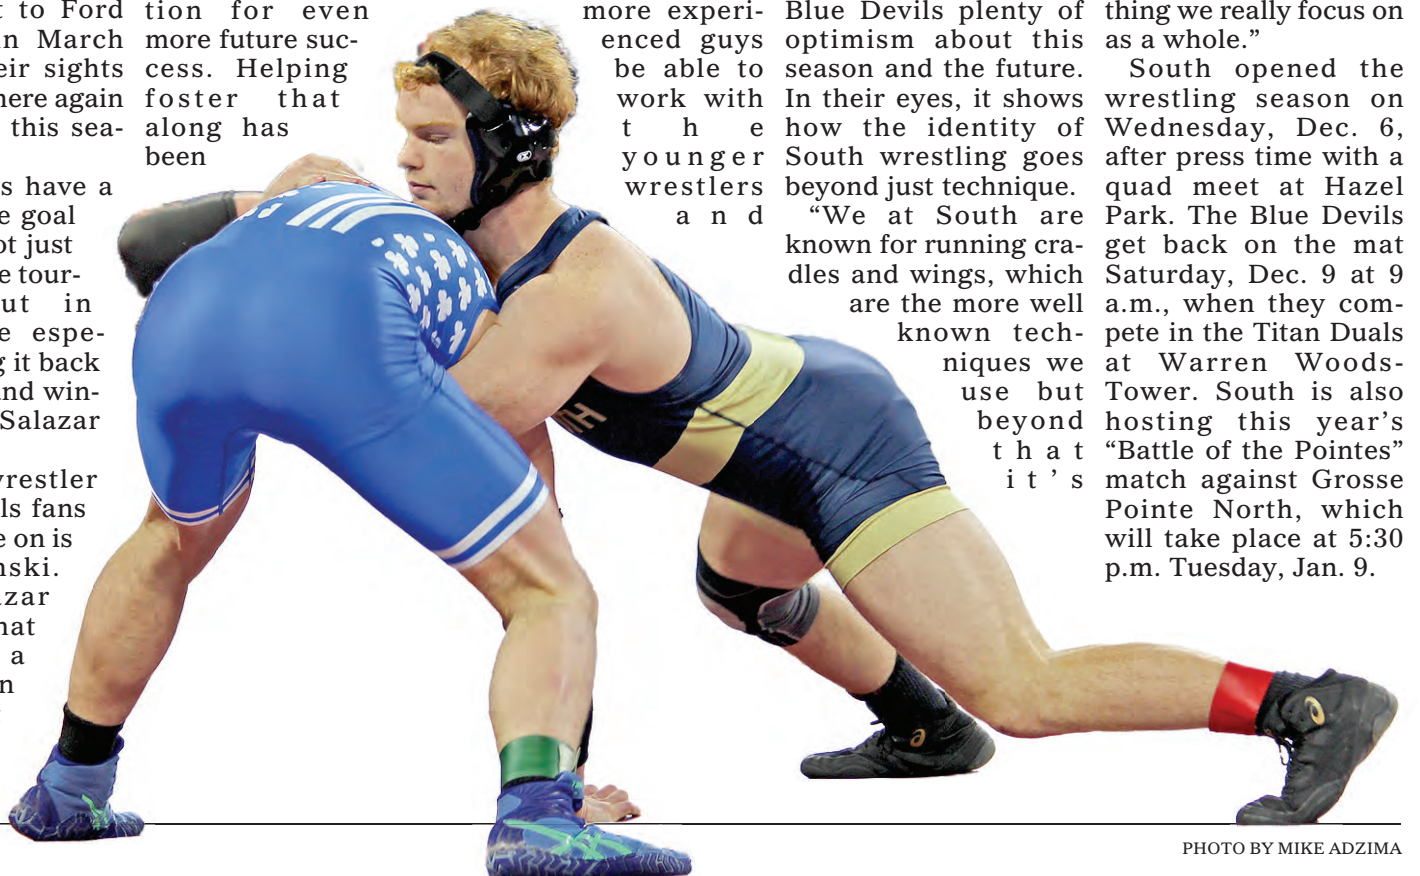 t to Ford
in March
eir sights
here again
this sea-
s have a
e goal
ot just
e tour-
ut in
e espe-
g it back
and win-
Salazar
wrestler
ls fans
e on is
nski.
azar
hat
a
n
tion for even
more future suc-
cess. Helping
foster that
along has
been
more experi-
enced guys
be able to
work with
t h e
younger
wrestlers
a n d
Blue Devils plenty of
optimism about this
season and the future.
In their eyes, it shows
how the identity of
South wrestling goes
beyond just technique.
“We at South are
known for running cra-
dles and wings, which
are the more well
known tech-
niques we
use but
beyond
t h a t
i t ’ s
thing we really focus on
as a whole.”
South opened the
wrestling season on
Wednesday, Dec. 6,
after press time with a
quad meet at Hazel
Park. The Blue Devils
get back on the mat
Saturday, Dec. 9 at 9
a.m., when they com-
pete in the Titan Duals
at Warren Woods-
Tower. South is also
hosting this year’s
“Battle of the Pointes”
match against Grosse
Pointe North, which
will take place at 5:30
p.m. Tuesday, Jan. 9.
PHOTO BY MIKE ADZIMA